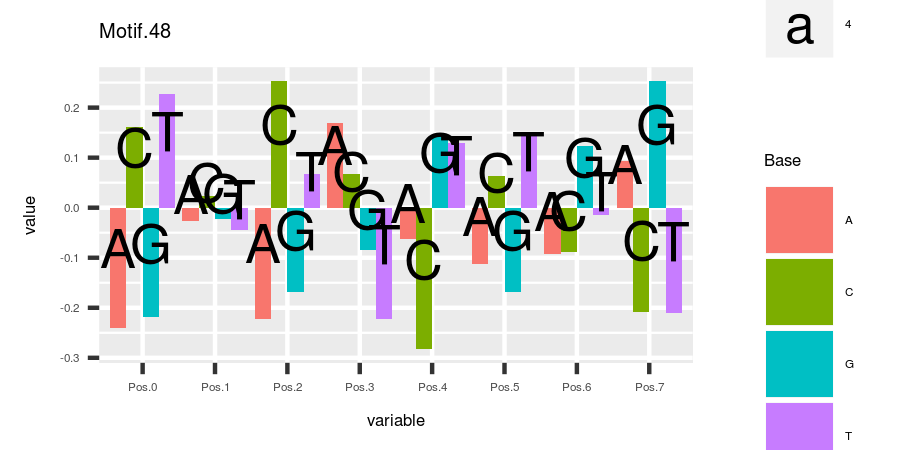 Motif.48
a 4
value
0.2
0.1
0.0
-0.1
-0.2
-0.3
A C G T A C G T A C G T A C G T A C G T A C G T A C G T A C G T
Pos.0 Pos.1 Pos.2 Pos.3 Pos.4 Pos.5 Pos.6 Pos.7
variable
Base
A
C
G
T